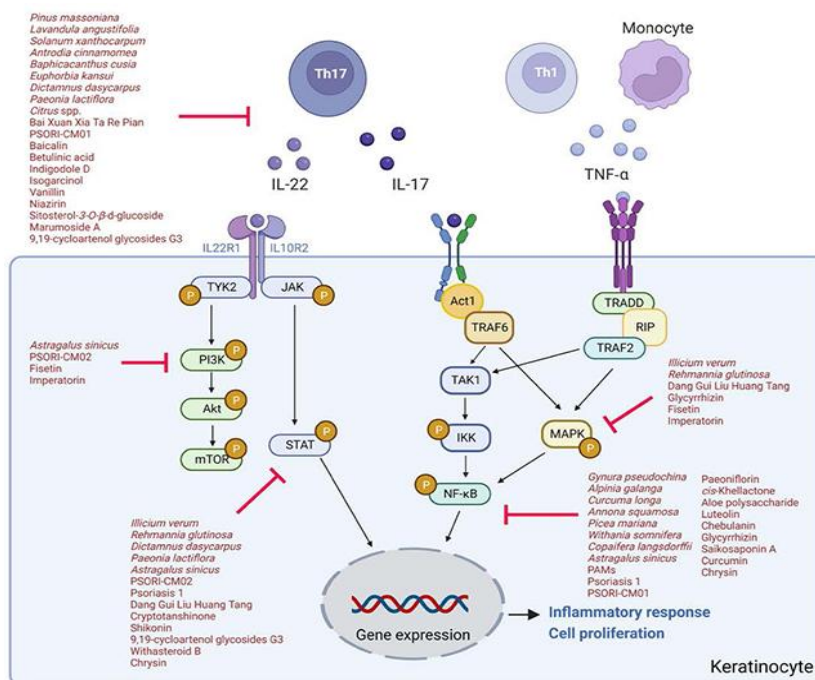 Pinus massoniana
Lavandula angustifolia
Solanum xanthocarpum
Antrodia cinnamomea
Baphicacanthus cusia
Euphorbia kansui
Dictamnus dasycarpus
Paeonia lactiflora
Citrus spp.
Bai Xuan Xia Ta Re Pian
PSORI-CM01
Baicalin
Betulinic acid
Indigodole D
Isogarcinol
Vanillin
Niazirin
Sitosterol-3-O-β-d-glucoside
Marumoside A
9,19-cycloartenol glycosides G3
Th17
Th1
Monocyte
IL-22
IL-17
TNF-α
IL22R1
IL10R2
TYK2
P
JAK
P
Act1
TRAF6
TRADD
RIP
TRAF2
Astragalus sinicus
PSORI-CM02
Fisetin
Imperatorin
PI3K
P
Akt
P
mTOR
P
STAT
P
TAK1
IKK
P
MAPK
P
NF-κB
P
Illicium verum
Rehmannia glutinosa
Dang Gui Liu Huang Tang
Glycyrrhizin
Fisetin
Imperatorin
Illicium verum
Rehmannia glutinosa
Dictamnus dasycarpus
Paeonia lactiflora
Astragalus sinicus
PSORI-CM02
Psoriasis 1
Dang Gui Liu Huang Tang
Cryptotanshinone
Shikonin
9,19-cycloartenol glycosides G3
Withasteroid B
Chrysin
Gynura pseudochina
Alpinia galanga
Curcuma longa
Annona squamosa
Picea mariana
Withania somnifera
Copaifera langsdorffii
Astragalus sinicus
PAMs
Psoriasis 1
PSORI-CM01
Paeoniflorin
cis-Khellactone
Aloe polysaccharide
Luteolin
Chebulanin
Glycyrrhizin
Saikosaponin A
Curcumin
Chrysin
Gene expression
Inflammatory response
Cell proliferation
Keratinocyte